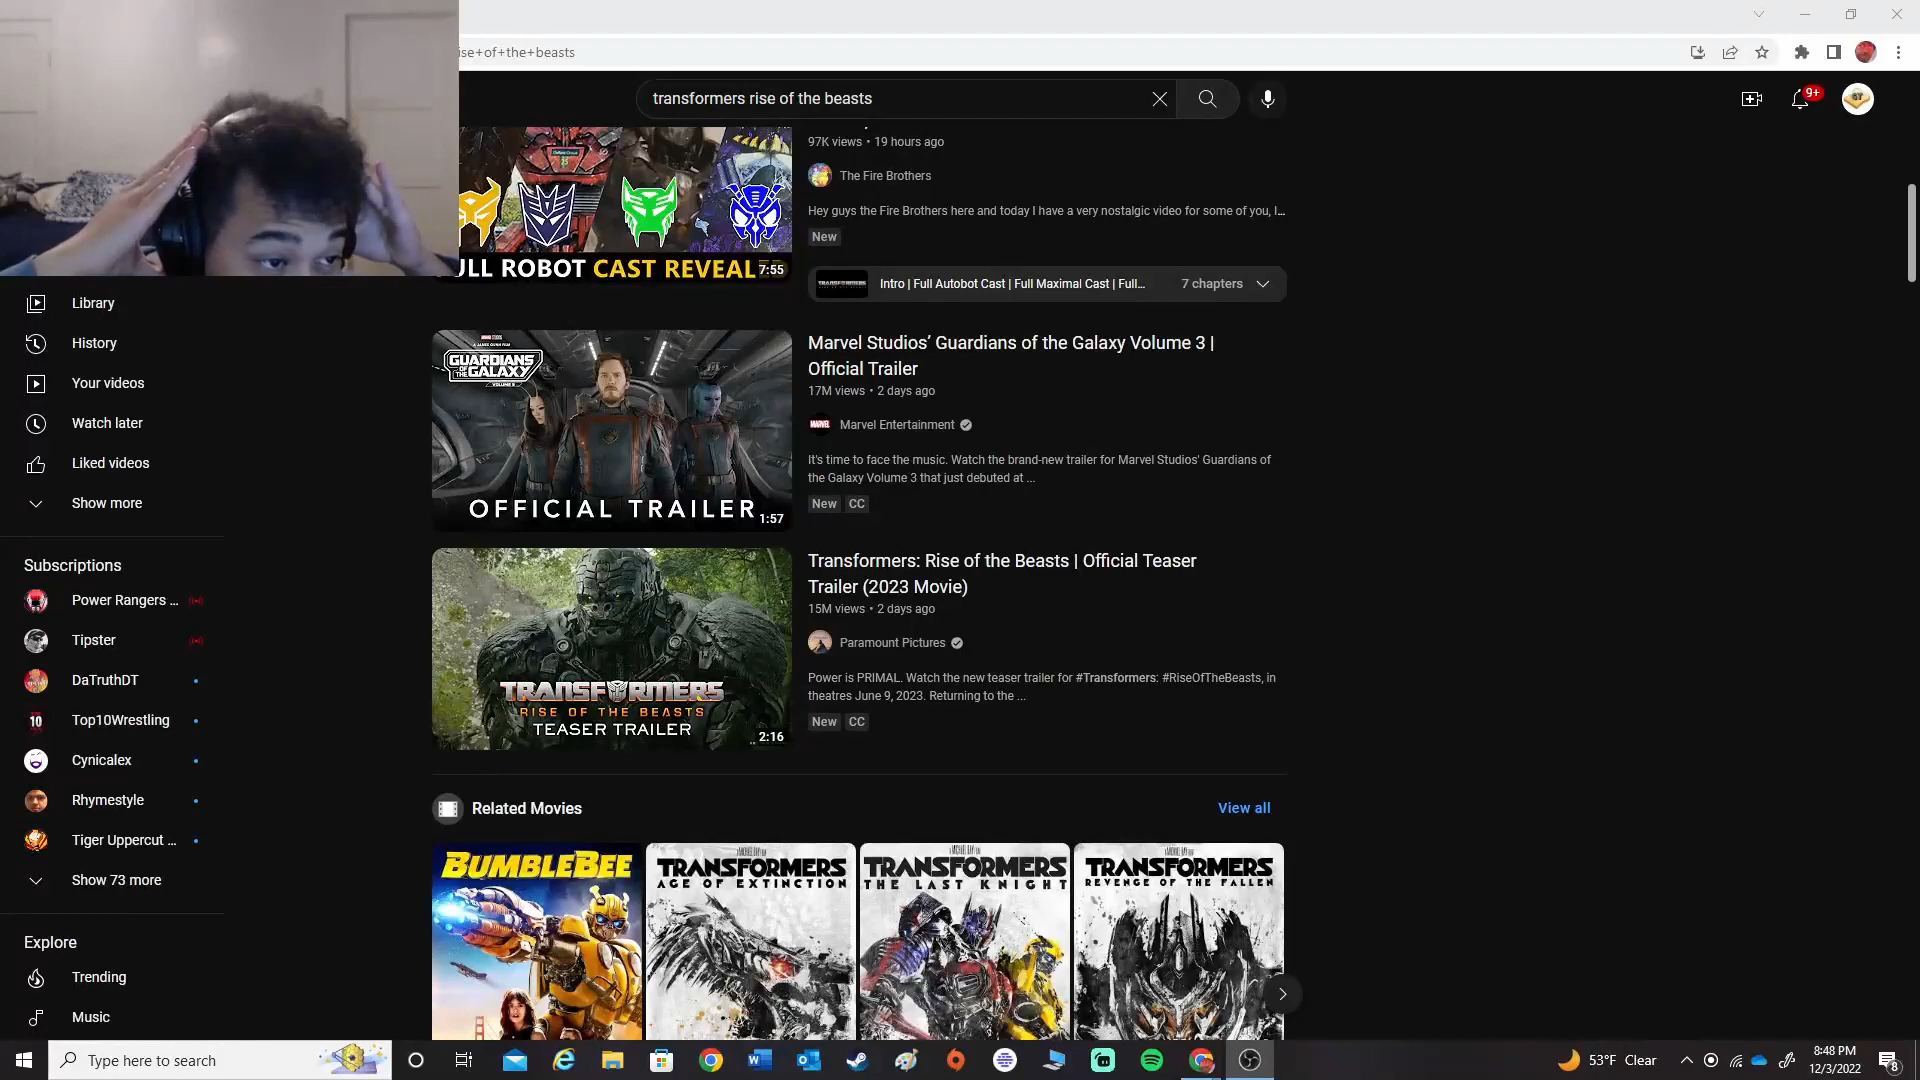 ise+of+the+beasts
transformers rise of the beasts
9+
97K views • 19 hours ago
The Fire Brothers
Hey guys the Fire Brothers here and today I have a very nostalgic video for some of you, I...
New
ULL ROBOT CAST REVEALED
7:55
Intro | Full Autobot Cast | Full Maximal Cast | Full...
7 chapters
Library
History
Your videos
Watch later
Liked videos
Show more
MARVEL STUDIOS
GUARDIANS
OF THE GALAXY
VOLUME 3
OFFICIAL TRAILER
1:57
Marvel Studios' Guardians of the Galaxy Volume 3 |
Official Trailer
17M views • 2 days ago
MARVEL
Marvel Entertainment
It's time to face the music. Watch the brand-new trailer for Marvel Studios' Guardians of
the Galaxy Volume 3 that just debuted at ...
New CC
Subscriptions
Power Rangers ...
Tipster
DaTruthDT
10
Top10Wrestling
Cynicalex
Rhymestyle
Tiger Uppercut ...
Show 73 more
TRANSFORMERS
RISE OF THE BEASTS
TEASER TRAILER
2:16
Transformers: Rise of the Beasts | Official Teaser
Trailer (2023 Movie)
15M views • 2 days ago
Paramount Pictures
Power is PRIMAL. Watch the new teaser trailer for #Transformers: #RiseOfTheBeasts, in
theatres June 9, 2023. Returning to the ...
New CC
Related Movies
View all
BUMBLEBEE
TRANSFORMERS
AGE OF EXTINCTION
TRANSFORMERS
THE LAST KNIGHT
TRANSFORMERS
REVENGE OF THE FALLEN
Explore
Trending
Music
Type here to search
53°F Clear
8:48 PM
12/3/2022
8